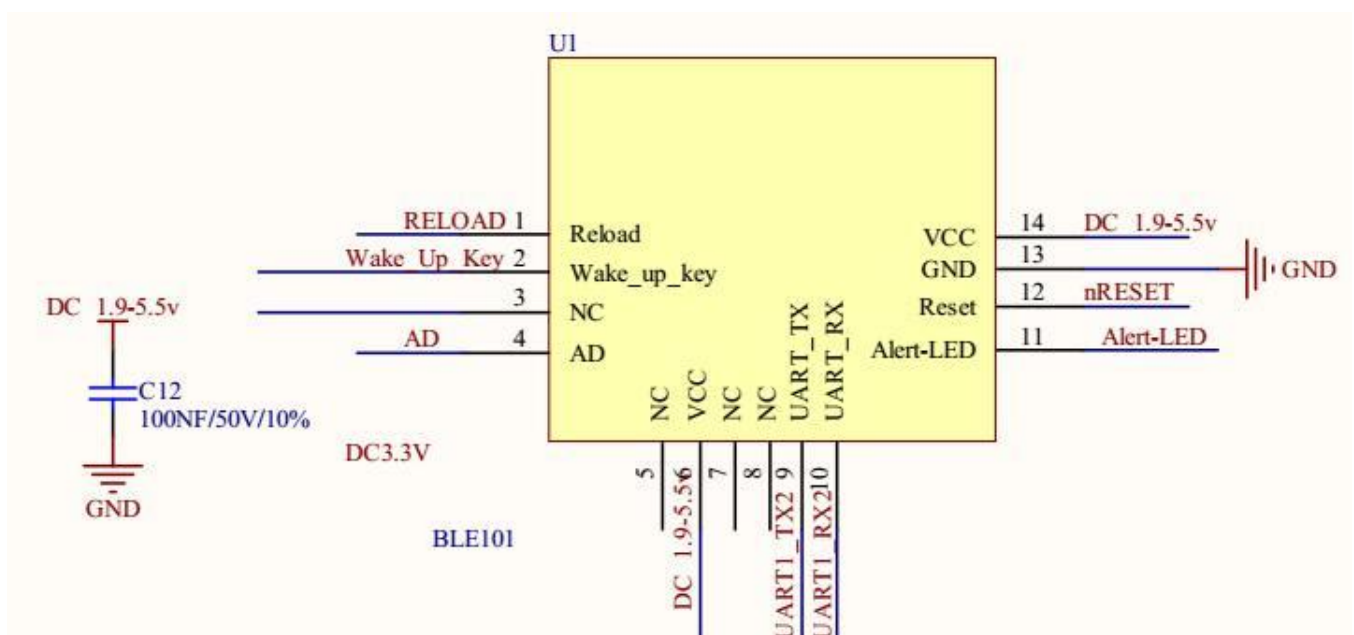 U1
RELOAD 1 Reload
Wake_Up_Key 2 Wake_up_key
3 NC
AD 4 AD
VCC 14 DC 1.9-5.5v
GND 13 GND
Reset 12 nRESET
Alert-LED 11 Alert-LED
NC
VCC
NC
NC
UART_TX
UART_RX
5
6
7
8
9
10
DC 1.9-5.5v
UART1_TX2
UART1_RX2
DC 1.9-5.5v
C12
100NF/50V/10%
GND
DC3.3V
BLE101